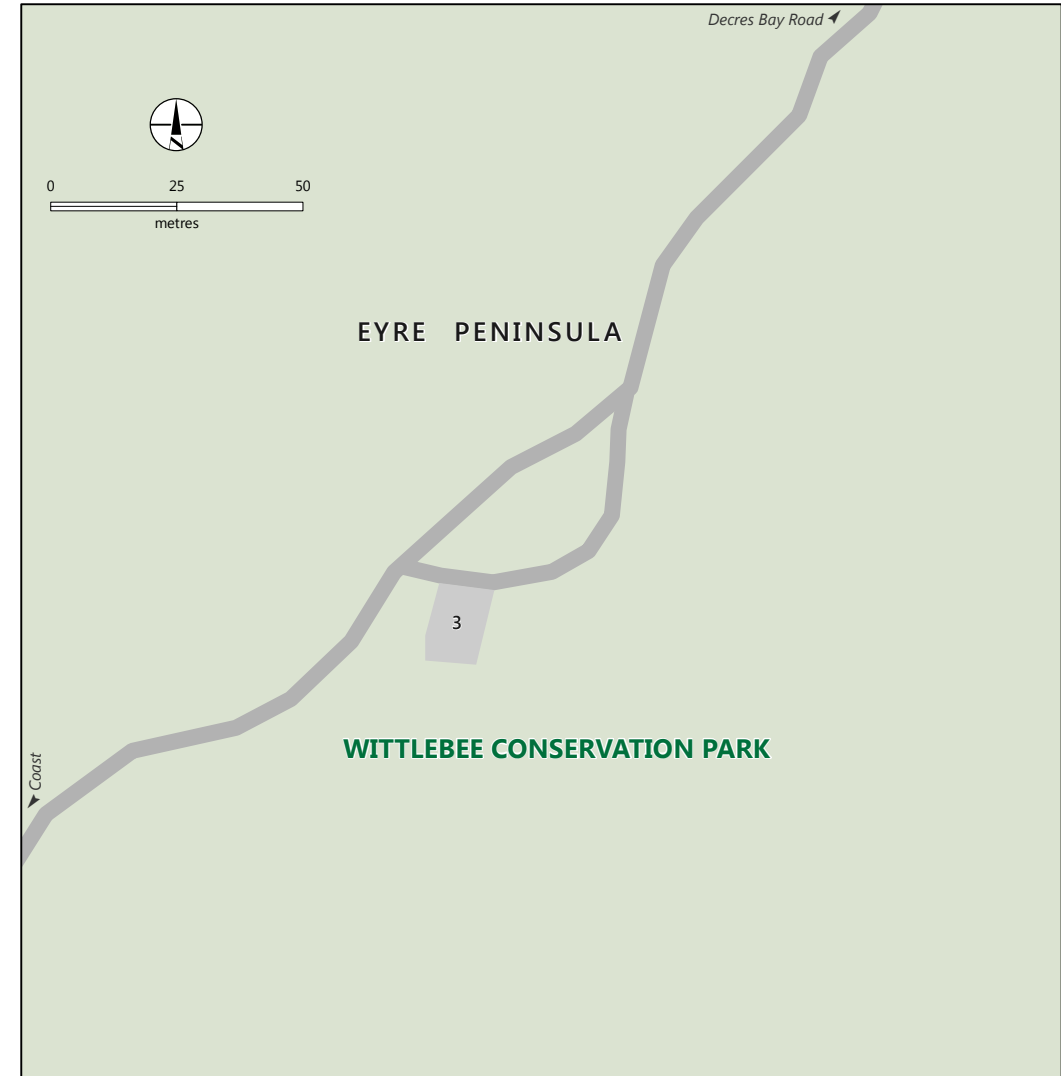 Decres Bay Road
0 25 50
metres
EYRE PENINSULA
3
WITTLEBEE CONSERVATION PARK
Coast